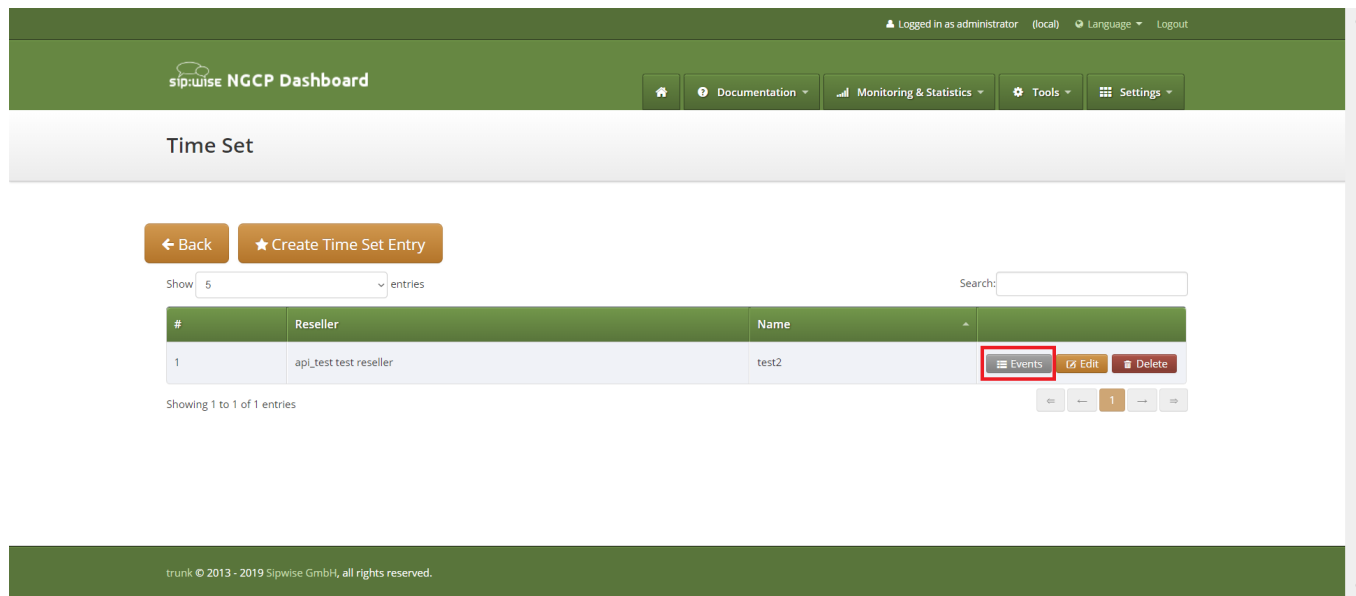 Logged in as administrator (local) Language Logout
sip:wise NGCP Dashboard
Documentation Monitoring & Statistics Tools Settings
Time Set
Back Create Time Set Entry
Show 5 entries Search:
# Reseller Name
1 api_test test reseller test2 Events Edit Delete
Showing 1 to 1 of 1 entries ⇐ ← 1 → ⇒
trunk © 2013 - 2019 Sipwise GmbH, all rights reserved.